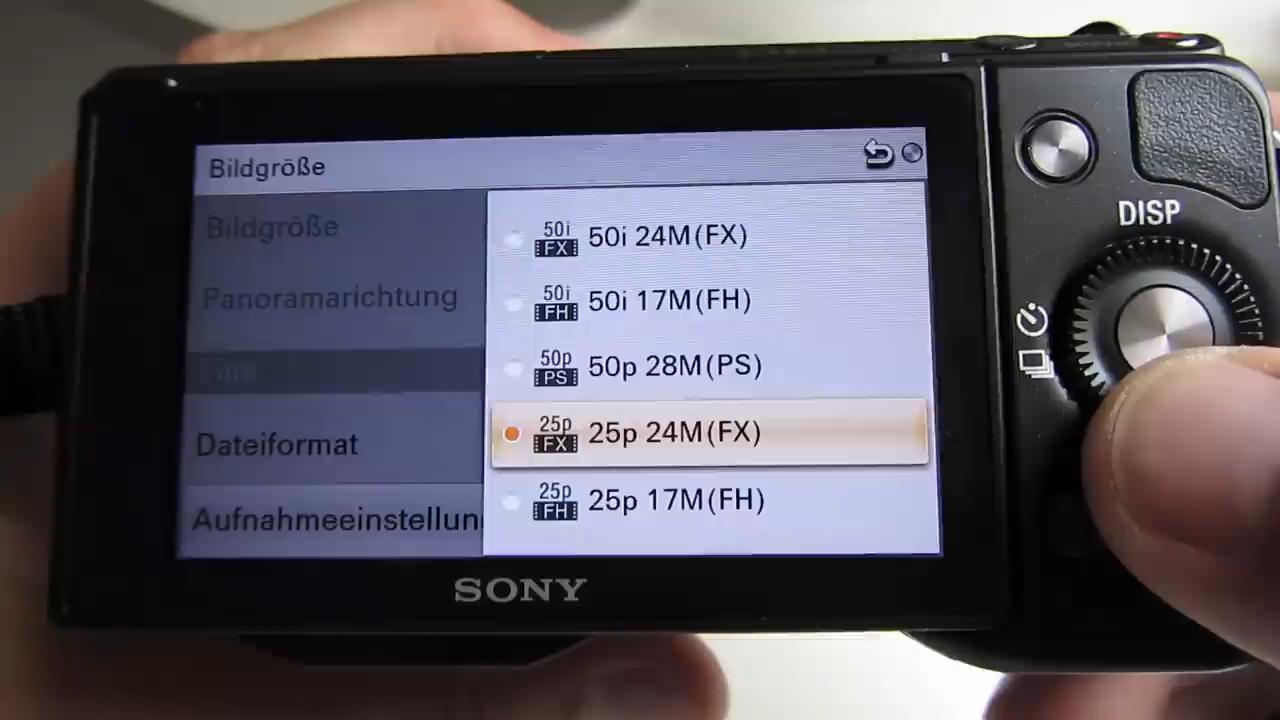 Bildgröße
Bildgröße
Panoramarichtung
Film
Dateiformat
Aufnahmeeinstellun
50i
FX
50i 24M(FX)
50i
FH
50i 17M(FH)
50p
PS
50p 28M(PS)
25p
FX
25p 24M(FX)
25p
FH
25p 17M(FH)
SONY
DISP